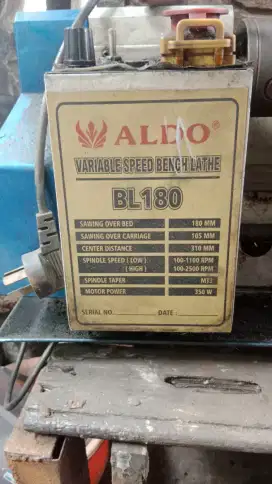 ALDO®
VARIABLE SPEED BENCH LATHE
BL180
SAWING OVER BED 180 MM
SAWING OVER CARRIAGE 105 MM
CENTER DISTANCE 310 MM
SPINDLE SPEED ( LOW ) 100-1100 RPM
( HIGH ) 100-2500 RPM
SPINDLE TAPER M33
MOTOR POWER 350 W
SERIAL NO. DATE :